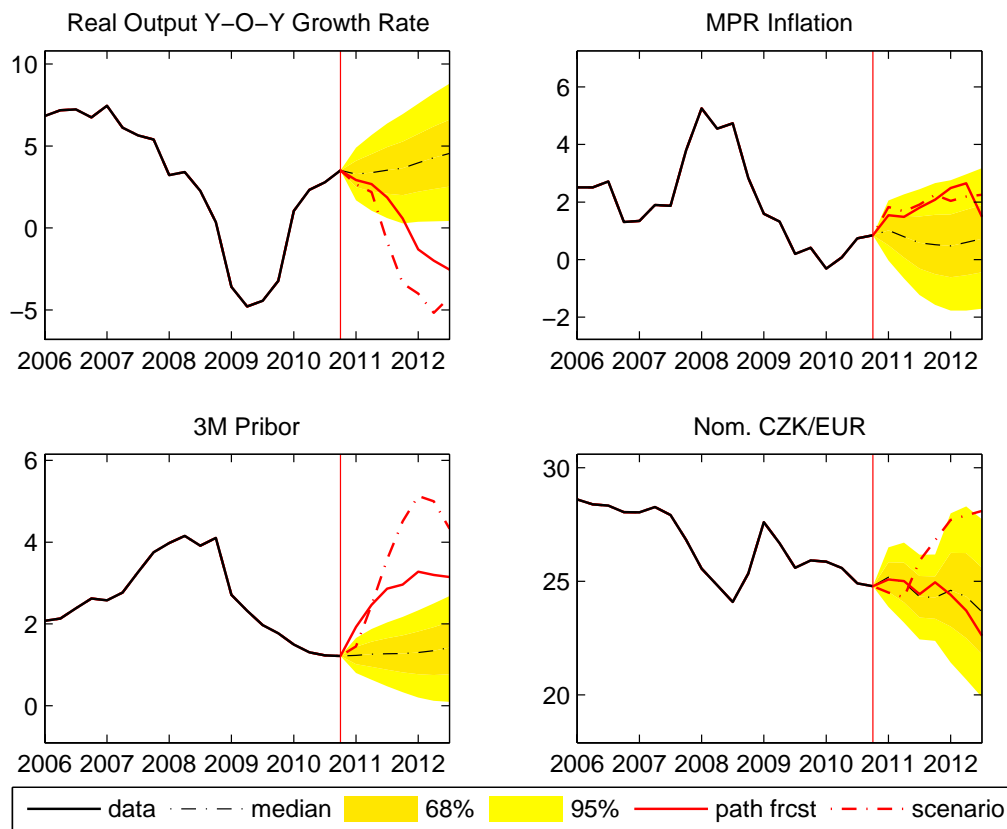 Real Output Y−O−Y Growth Rate
10
5
0
−5
2006 2007 2008 2009 2010 2011 2012
MPR Inflation
6
4
2
0
−2
2006 2007 2008 2009 2010 2011 2012
3M Pribor
6
4
2
0
2006 2007 2008 2009 2010 2011 2012
Nom. CZK/EUR
30
25
20
2006 2007 2008 2009 2010 2011 2012
data median 68% 95% path frcst scenario